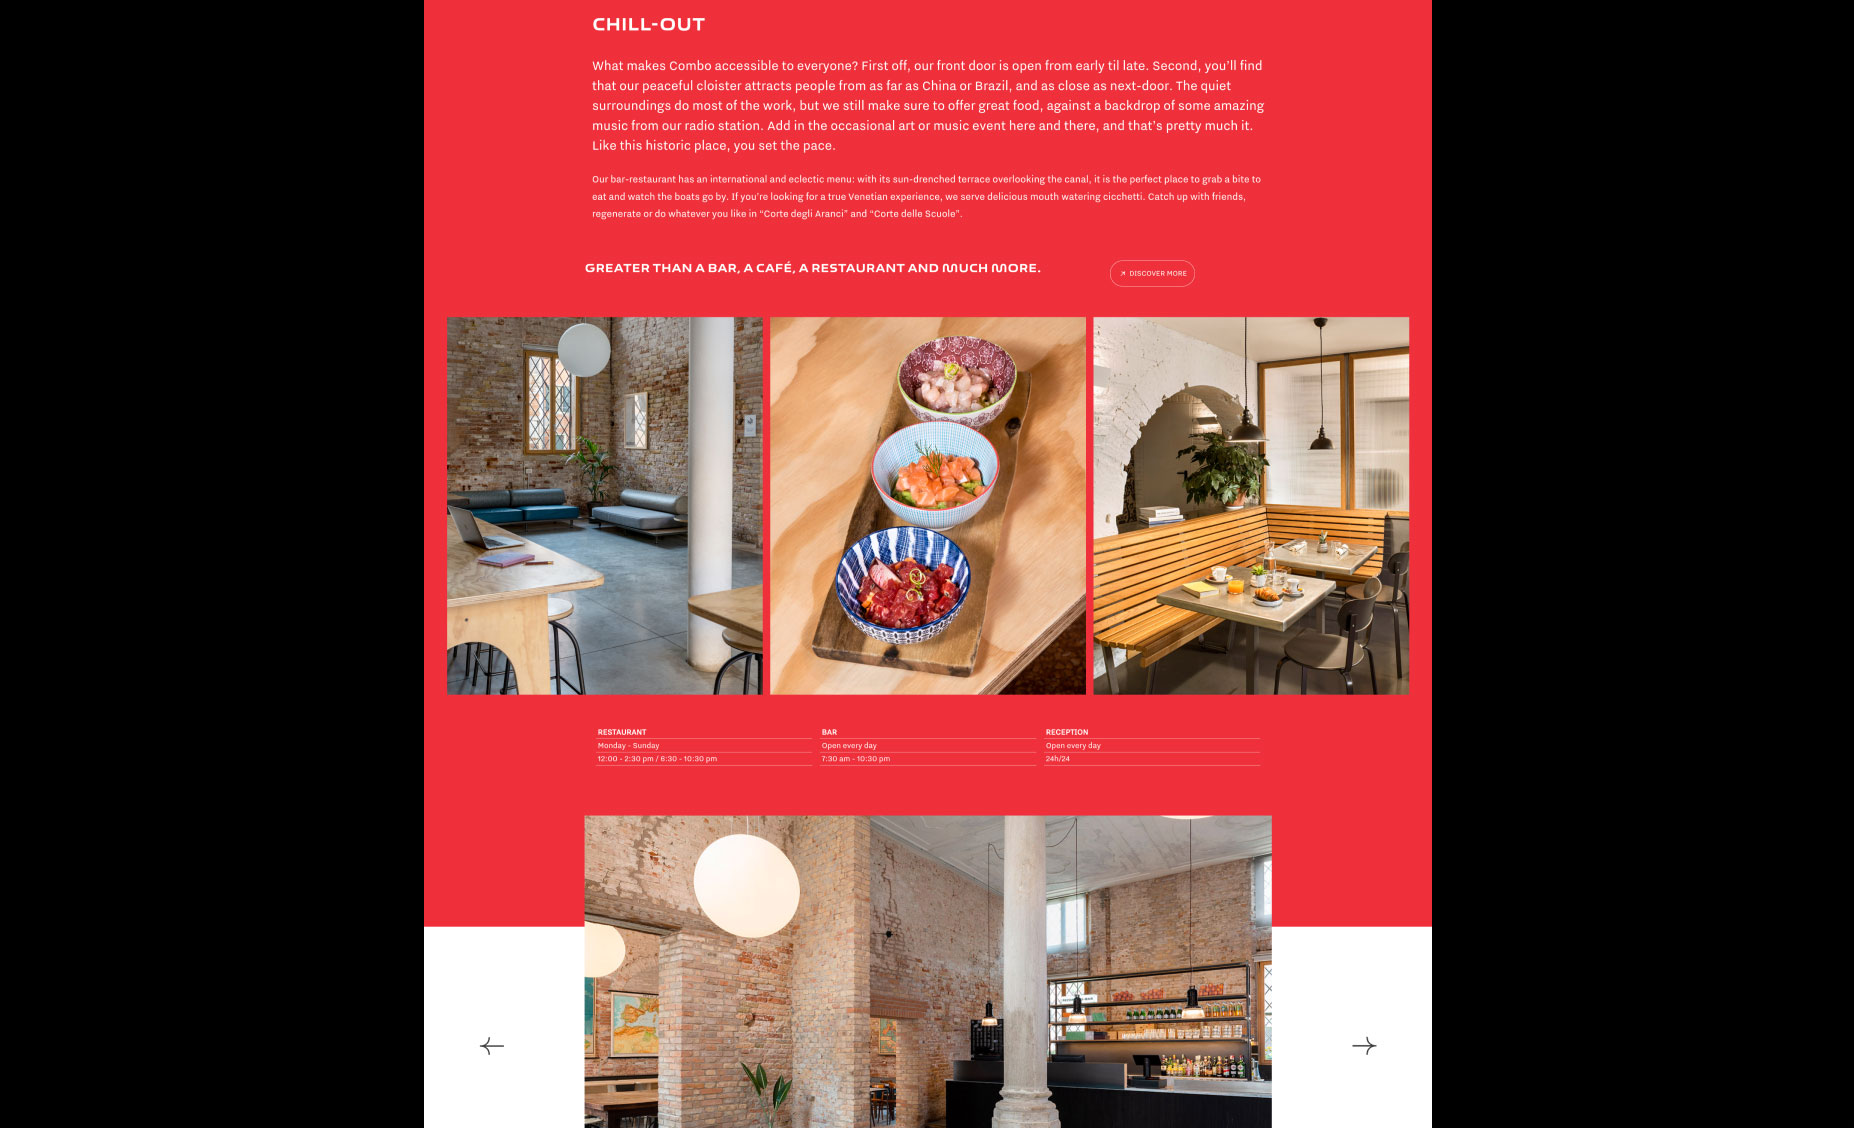 CHILL-OUT
What makes Combo accessible to everyone? First off, our front door is open from early til late. Second, you'll find
that our peaceful cloister attracts people from as far as China or Brazil, and as close as next-door. The quiet
surroundings do most of the work, but we still make sure to offer great food, against a backdrop of some amazing
music from our radio station. Add in the occasional art or music event here and there, and that's pretty much it.
Like this historic place, you set the pace.
Our bar-restaurant has an international and eclectic menu: with its sun-drenched terrace overlooking the canal, it is the perfect place to grab a bite to
eat and watch the boats go by. If you're looking for a true Venetian experience, we serve delicious mouth watering cicchetti. Catch up with friends,
regenerate or do whatever you like in “Corte degli Aranci” and “Corte delle Scuole”.
GREATER THAN A BAR, A CAFÉ, A RESTAURANT AND MUCH MORE.
DISCOVER MORE
RESTAURANT
Monday - Sunday
12:00 - 2:30 pm / 6:30 - 10:30 pm
BAR
Open every day
7:30 am - 10:30 pm
RECEPTION
Open every day
24h/24